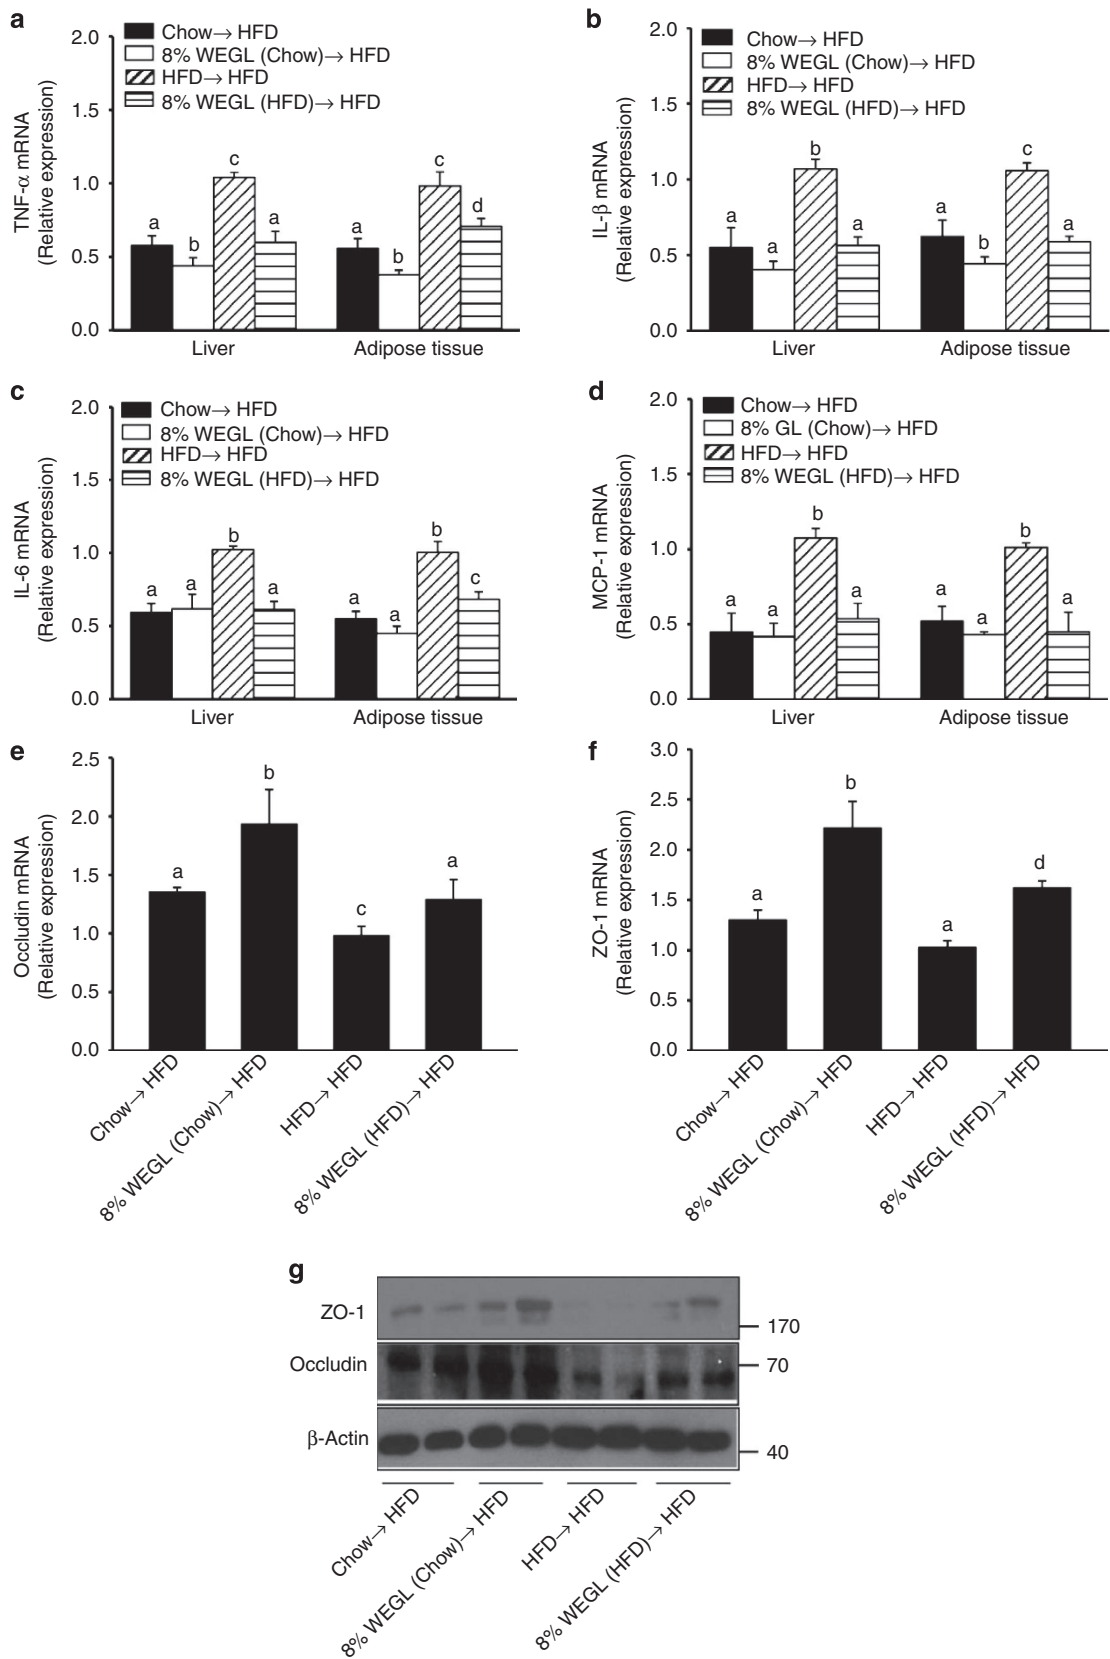 a
Chow→ HFD
8% WEGL (Chow)→ HFD
HFD→ HFD
8% WEGL (HFD)→ HFD
TNF-α mRNA
(Relative expression)
2.0
1.5
1.0
0.5
0.0
a
b
c
a
a
b
c
d
Liver
Adipose tissue
b
Chow→ HFD
8% WEGL (Chow)→ HFD
HFD→ HFD
8% WEGL (HFD)→ HFD
IL-β mRNA
(Relative expression)
2.0
1.5
1.0
0.5
0.0
a
a
b
a
a
b
c
a
Liver
Adipose tissue
c
Chow→ HFD
8% WEGL (Chow)→ HFD
HFD→ HFD
8% WEGL (HFD)→ HFD
IL-6 mRNA
(Relative expression)
2.0
1.5
1.0
0.5
0.0
a
a
b
a
a
a
b
c
Liver
Adipose tissue
d
Chow→ HFD
8% GL (Chow)→ HFD
HFD→ HFD
8% WEGL (HFD)→ HFD
MCP-1 mRNA
(Relative expression)
2.0
1.5
1.0
0.5
0.0
a
a
b
a
a
a
b
a
Liver
Adipose tissue
e
Occludin mRNA
(Relative expression)
2.5
2.0
1.5
1.0
0.5
0.0
a
b
c
a
Chow→ HFD
8% WEGL (Chow)→ HFD
HFD→ HFD
8% WEGL (HFD)→ HFD
f
ZO-1 mRNA
(Relative expression)
3.0
2.5
2.0
1.5
1.0
0.5
0.0
a
b
a
d
Chow→ HFD
8% WEGL (Chow)→ HFD
HFD→ HFD
8% WEGL (HFD)→ HFD
g
ZO-1
170
Occludin
70
β-Actin
40
Chow→ HFD
8% WEGL (Chow)→ HFD
HFD→ HFD
8% WEGL (HFD)→ HFD